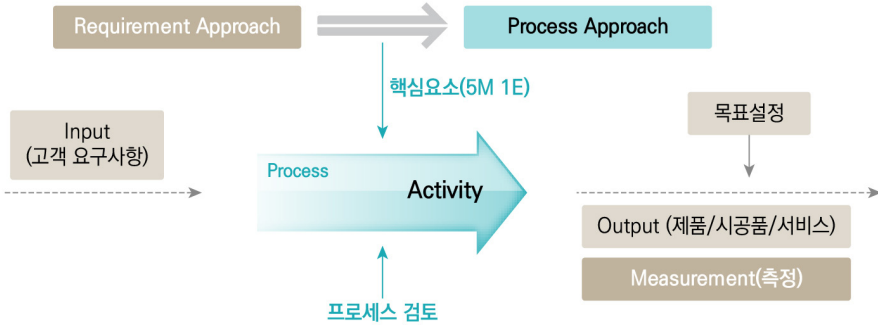 Requirement Approach
Process Approach
핵심요소(5M 1E)
Input
(고객 요구사항)
목표설정
Process
Activity
Output (제품/시공품/서비스)
Measurement(측정)
프로세스 검토